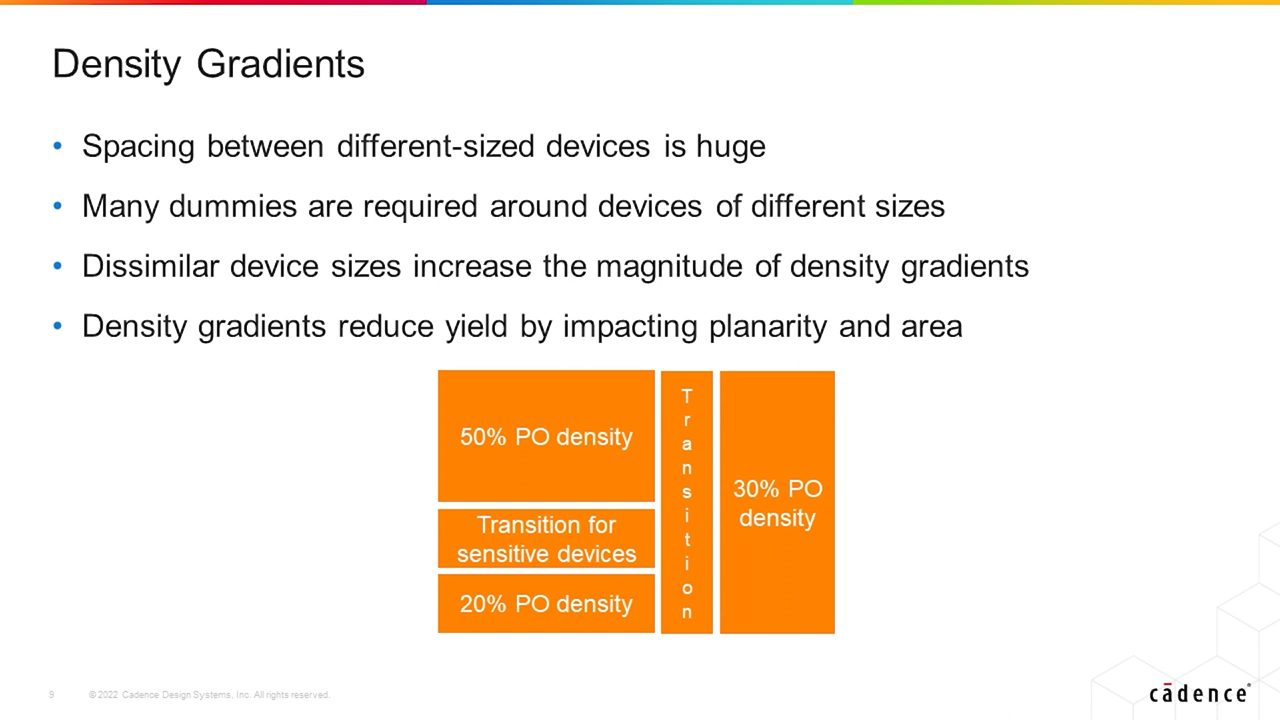 Density Gradients
• Spacing between different-sized devices is huge
• Many dummies are required around devices of different sizes
• Dissimilar device sizes increase the magnitude of density gradients
• Density gradients reduce yield by impacting planarity and area
50% PO density
Transition for
sensitive devices
20% PO density
T
r
a
n
s
i
t
i
o
n
30% PO
density
9 © 2022 Cadence Design Systems, Inc. All rights reserved.
cādence®